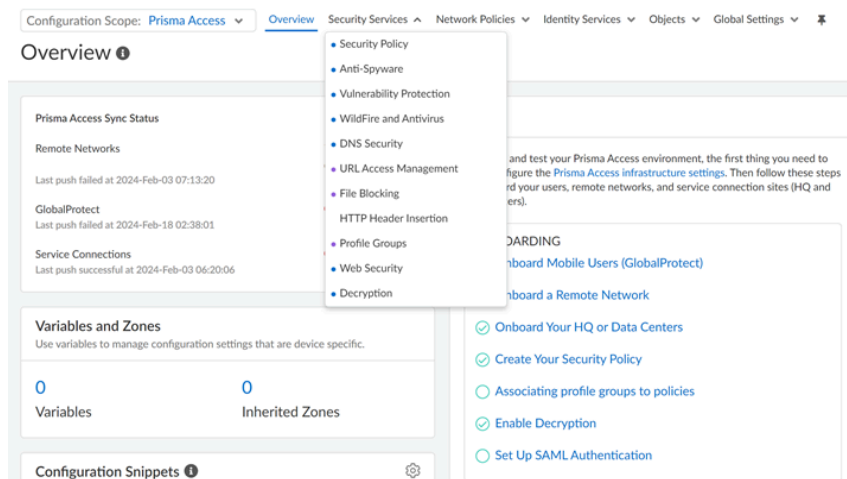 Configuration Scope: Prisma Access
Overview
Security Services
Network Policies
Identity Services
Objects
Global Settings
Overview
Security Policy
Anti-Spyware
Vulnerability Protection
WildFire and Antivirus
DNS Security
URL Access Management
File Blocking
HTTP Header Insertion
Profile Groups
Web Security
Decryption
Prisma Access Sync Status
Remote Networks
Last push failed at 2024-Feb-03 07:13:20
GlobalProtect
Last push failed at 2024-Feb-18 02:38:01
Service Connections
Last push successful at 2024-Feb-03 06:20:06
Variables and Zones
Use variables to manage configuration settings that are device specific.
0
Variables
0
Inherited Zones
Configuration Snippets
and test your Prisma Access environment, the first thing you need to
the Prisma Access infrastructure settings. Then follow these steps
your users, remote networks, and service connection sites (HQ and
Mobile Users (GlobalProtect)
a Remote Network
Onboard Your HQ or Data Centers
Create Your Security Policy
Associating profile groups to policies
Enable Decryption
Set Up SAML Authentication